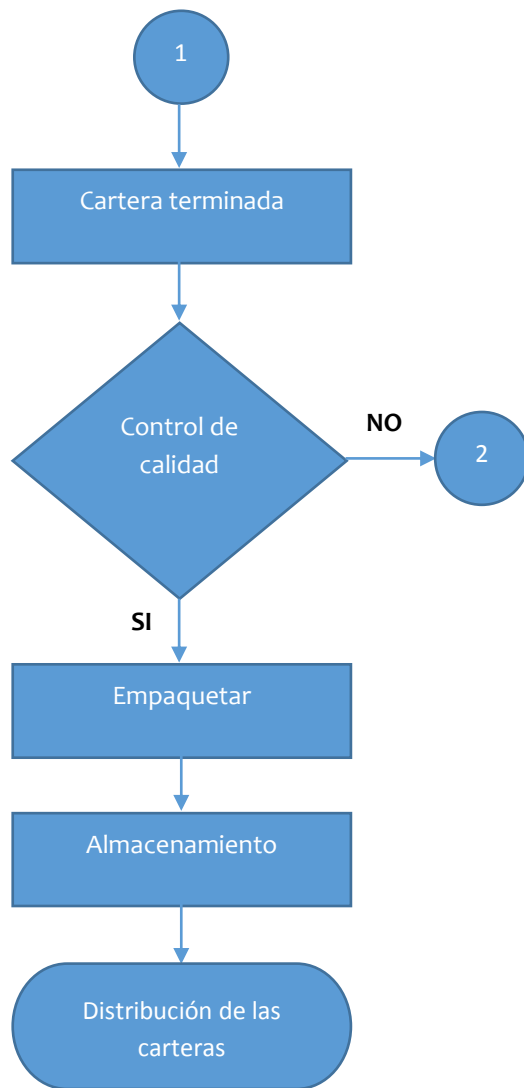 1
Cartera terminada
Control de
calidad
NO
2
SI
Empaquetar
Almacenamiento
Distribución de las
carteras